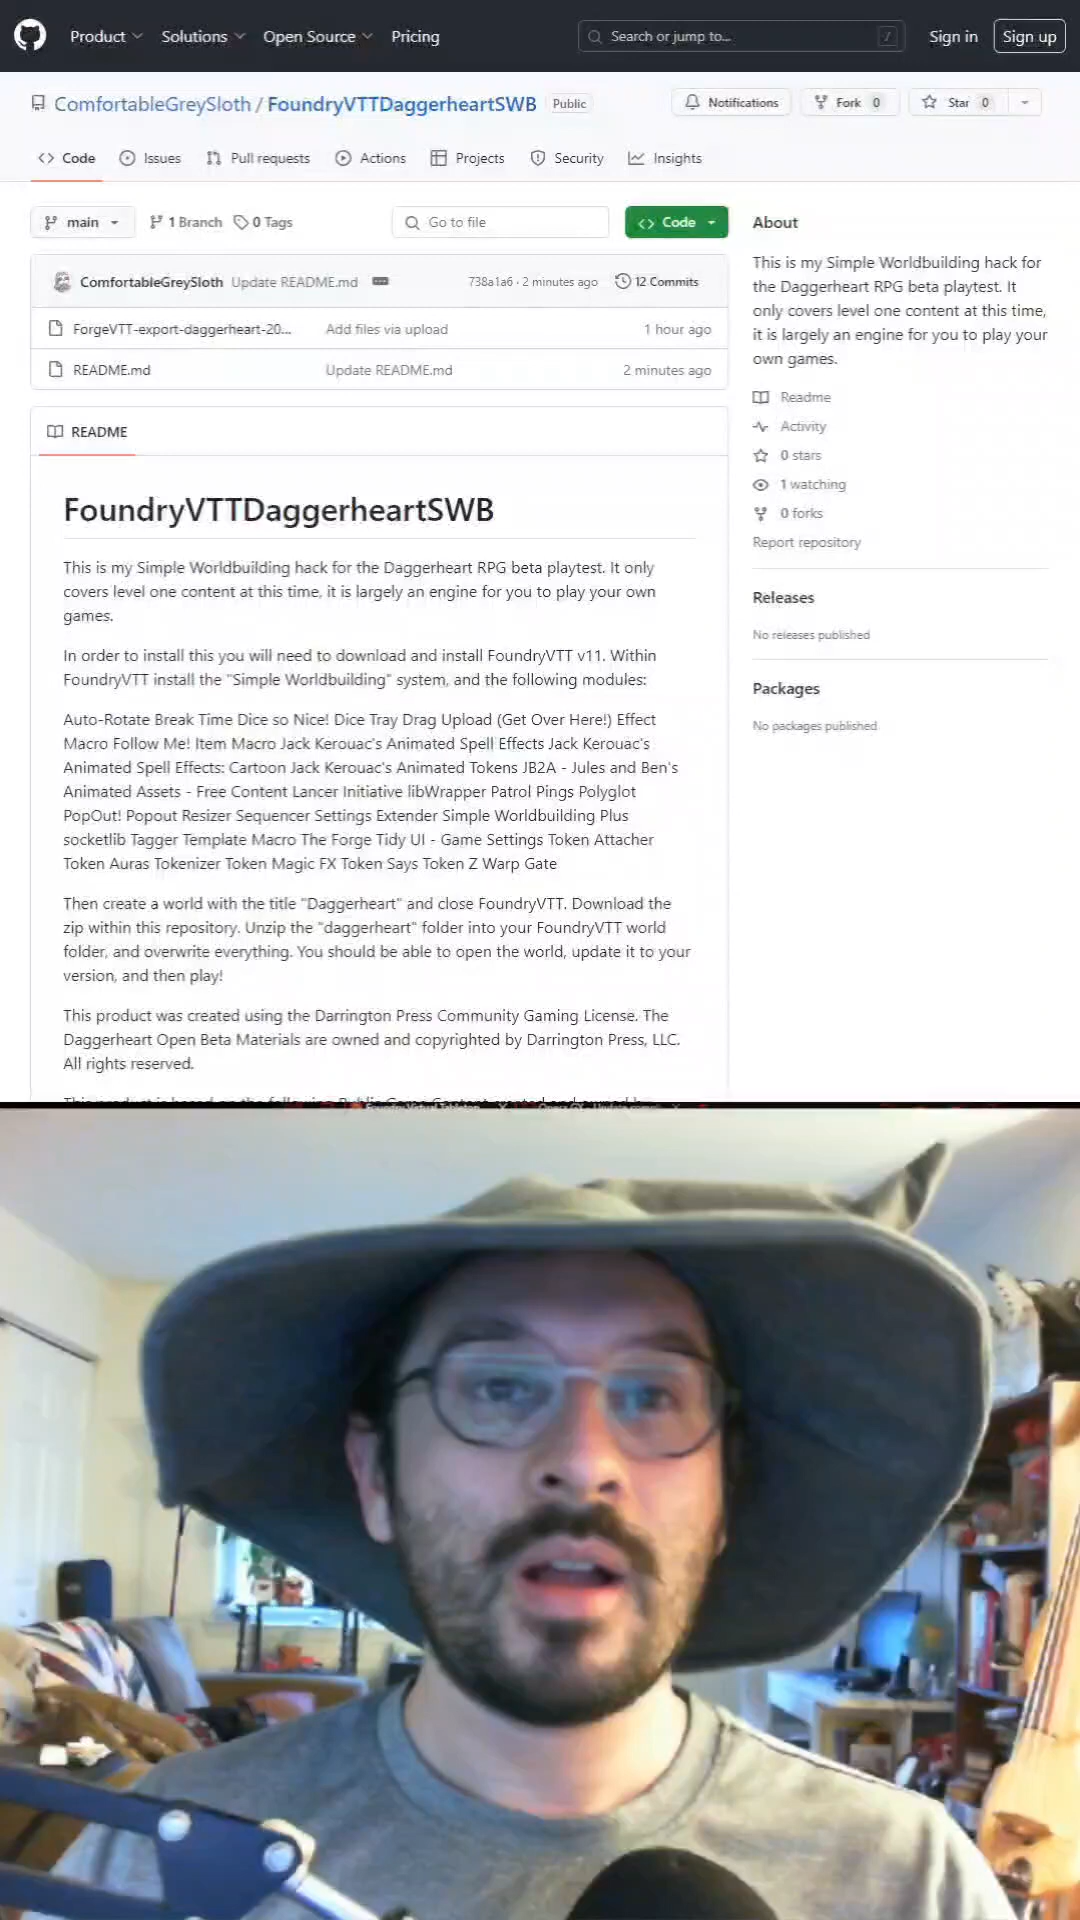 Product Solutions Open Source Pricing Search or jump to... / Sign in Sign up
ComfortableGreySloth / FoundryVTTDaggerheartSWB Public Notifications Fork 0 Star 0
Code Issues Pull requests Actions Projects Security Insights
main 1 Branch 0 Tags Go to file Code
ComfortableGreySloth Update README.md 738a1a6 · 2 minutes ago 12 Commits
ForgeVTT-export-daggerheart-20... Add files via upload 1 hour ago
README.md Update README.md 2 minutes ago
README
FoundryVTTDaggerheartSWB
This is my Simple Worldbuilding hack for the Daggerheart RPG beta playtest. It only
covers level one content at this time, it is largely an engine for you to play your own
games.
In order to install this you will need to download and install FoundryVTT v11. Within
FoundryVTT install the "Simple Worldbuilding" system, and the following modules:
Auto-Rotate Break Time Dice so Nice! Dice Tray Drag Upload (Get Over Here!) Effect
Macro Follow Me! Item Macro Jack Kerouac's Animated Spell Effects Jack Kerouac's
Animated Spell Effects: Cartoon Jack Kerouac's Animated Tokens JB2A - Jules and Ben's
Animated Assets - Free Content Lancer Initiative libWrapper Patrol Pings Polyglot
PopOut! Popout Resizer Sequencer Settings Extender Simple Worldbuilding Plus
socketlib Tagger Template Macro The Forge Tidy UI - Game Settings Token Attacher
Token Auras Tokenizer Token Magic FX Token Says Token Z Warp Gate
Then create a world with the title "Daggerheart" and close FoundryVTT. Download the
zip within this repository. Unzip the "daggerheart" folder into your FoundryVTT world
folder, and overwrite everything. You should be able to open the world, update it to your
version, and then play!
This product was created using the Darrington Press Community Gaming License. The
Daggerheart Open Beta Materials are owned and copyrighted by Darrington Press, LLC.
All rights reserved.
This product is based on the following Public Game Content created and owned by
About
This is my Simple Worldbuilding hack for
the Daggerheart RPG beta playtest. It
only covers level one content at this time,
it is largely an engine for you to play your
own games.
Readme
Activity
0 stars
1 watching
0 forks
Report repository
Releases
No releases published
Packages
No packages published